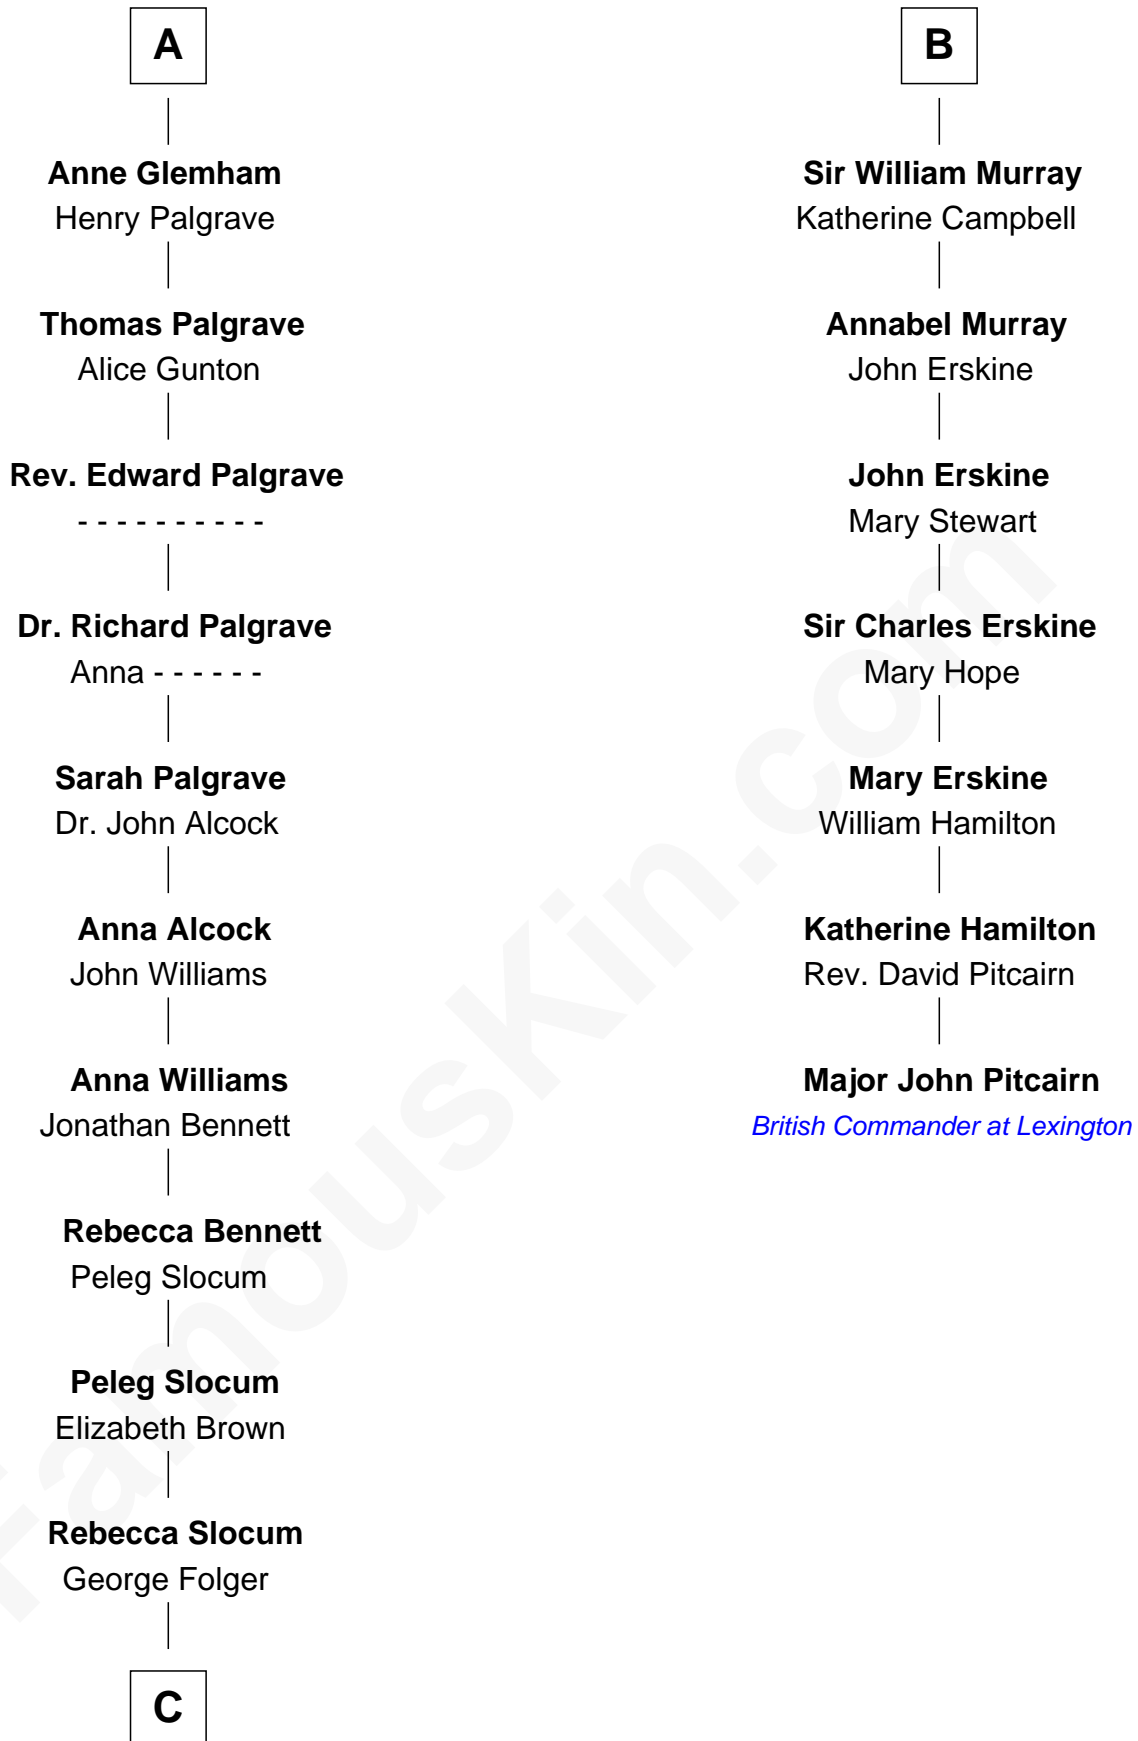 A
Anne Glemham
Henry Palgrave
Thomas Palgrave
Alice Gunton
Rev. Edward Palgrave
- - - - - - - - - -
Dr. Richard Palgrave
Anna - - - - - -
Sarah Palgrave
Dr. John Alcock
Anna Alcock
John Williams
Anna Williams
Jonathan Bennett
Rebecca Bennett
Peleg Slocum
Peleg Slocum
Elizabeth Brown
Rebecca Slocum
George Folger
C
B
Sir William Murray
Katherine Campbell
Annabel Murray
John Erskine
John Erskine
Mary Stewart
Sir Charles Erskine
Mary Hope
Mary Erskine
William Hamilton
Katherine Hamilton
Rev. David Pitcairn
Major John Pitcairn
British Commander at Lexington
FamousKin.com